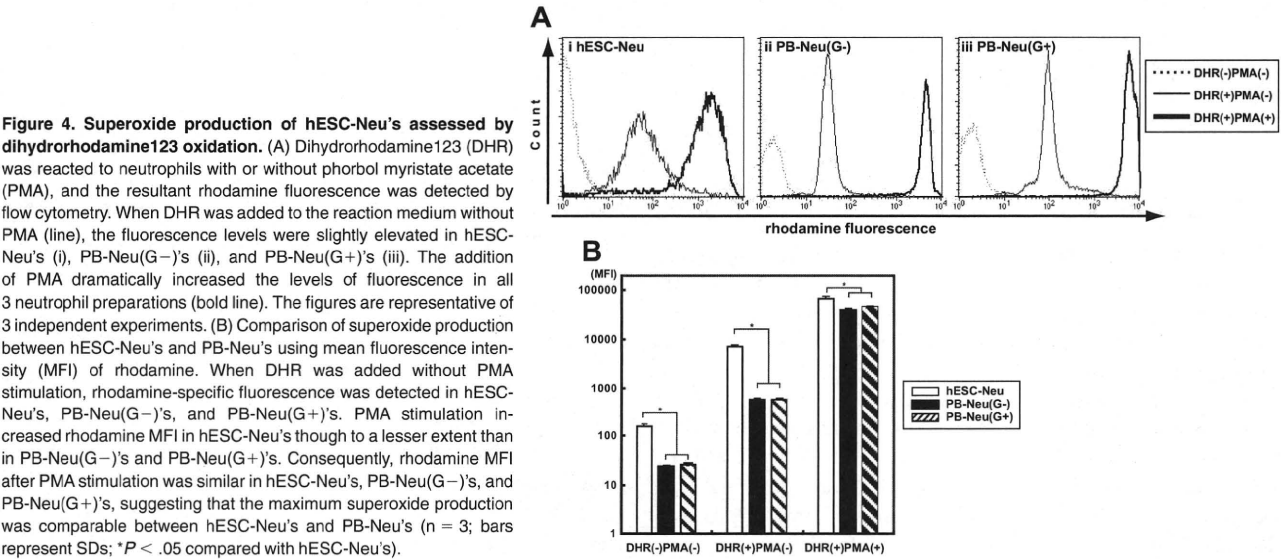 Figure 4. Superoxide production of hESC-Neu's assessed by
dihydrorhodamine123 oxidation. (A) Dihydrorhodamine123 (DHR)
was reacted to neutrophils with or without phorbol myristate acetate
(PMA), and the resultant rhodamine fluorescence was detected by
flow cytometry. When DHR was added to the reaction medium without
PMA (line), the fluorescence levels were slightly elevated in hESC-
Neu's (i), PB-Neu(G−)'s (ii), and PB-Neu(G+)'s (iii). The addition
of PMA dramatically increased the levels of fluorescence in all
3 neutrophil preparations (bold line). The figures are representative of
3 independent experiments. (B) Comparison of superoxide production
between hESC-Neu's and PB-Neu's using mean fluorescence inten-
sity (MFI) of rhodamine. When DHR was added without PMA
stimulation, rhodamine-specific fluorescence was detected in hESC-
Neu's, PB-Neu(G−)'s, and PB-Neu(G+)'s. PMA stimulation in-
creased rhodamine MFI in hESC-Neu's though to a lesser extent than
in PB-Neu(G−)'s and PB-Neu(G+)'s. Consequently, rhodamine MFI
after PMA stimulation was similar in hESC-Neu's, PB-Neu(G−)'s, and
PB-Neu(G+)'s, suggesting that the maximum superoxide production
was comparable between hESC-Neu's and PB-Neu's (n = 3; bars
represent SDs; *P < .05 compared with hESC-Neu's).
A
i hESC-Neu
ii PB-Neu(G-)
iii PB-Neu(G+)
Count
10⁰ 10¹ 10² 10³ 10⁴
10⁰ 10¹ 10² 10³ 10⁴
10⁰ 10¹ 10² 10³ 10⁴
rhodamine fluorescence
DHR(-)PMA(-)
DHR(+)PMA(-)
DHR(+)PMA(+)
B
(MFI)
100000
10000
1000
100
10
1
*
*
*
DHR(-)PMA(-) DHR(+)PMA(-) DHR(+)PMA(+)
hESC-Neu
PB-Neu(G-)
PB-Neu(G+)